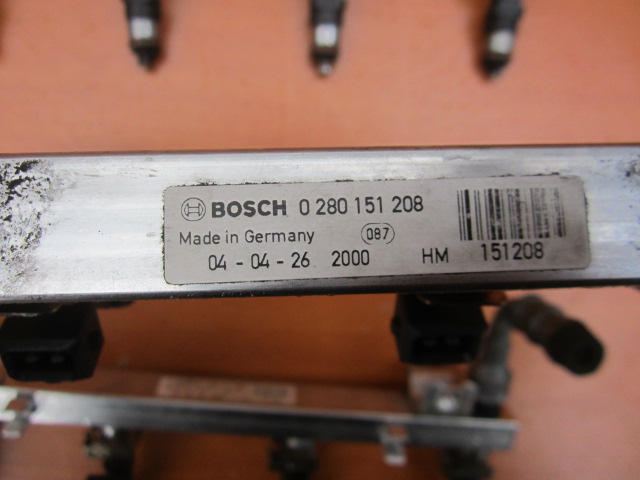 BOSCH 0 280 151 208
Made in Germany 087
04 - 04 - 26 2000 HM 151208